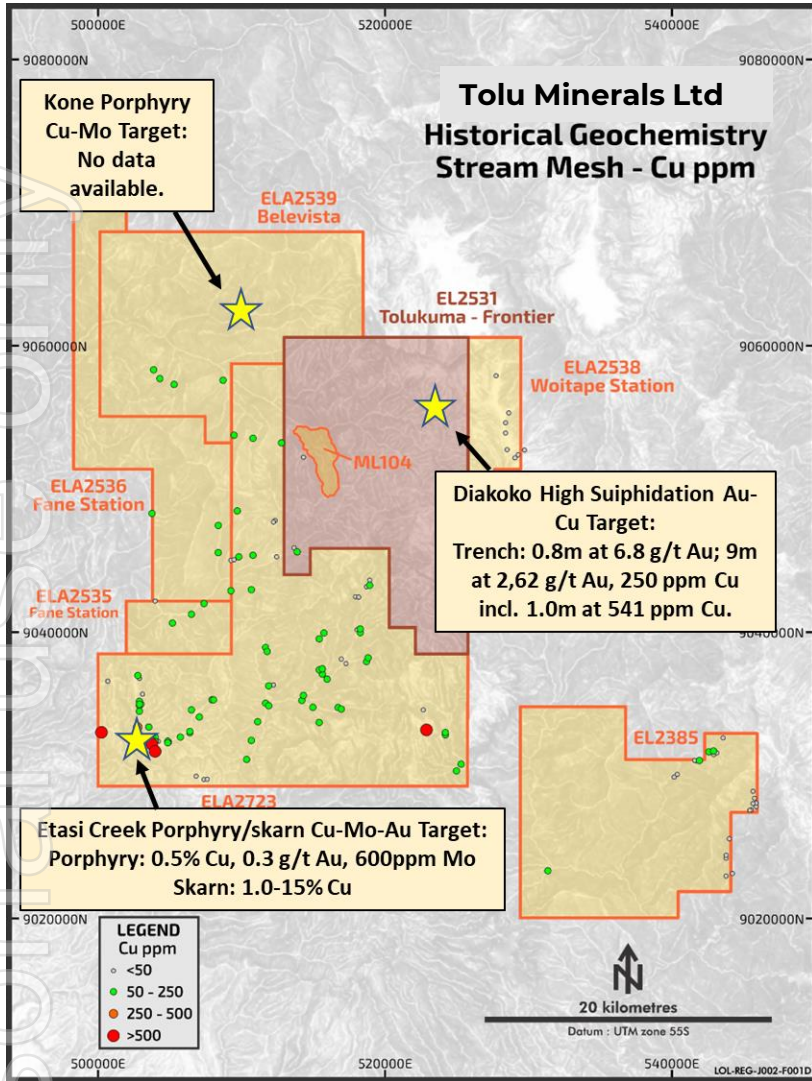 500000E 520000E 540000E
9080000N 9080000N
Tolu Minerals Ltd
Historical Geochemistry
Stream Mesh - Cu ppm
Kone Porphyry
Cu-Mo Target:
No data
available.
ELA2539
Belevista
EL2531
Tolukuma - Frontier
9060000N 9060000N
ELA2538
Woitape Station
ML104
ELA2536
Fane Station
Diakoko High Suiphidation Au-
Cu Target:
Trench: 0.8m at 6.8 g/t Au; 9m
at 2,62 g/t Au, 250 ppm Cu
incl. 1.0m at 541 ppm Cu.
ELA2535
Fane Station
9040000N 9040000N
EL2385
ELA2723
Etasi Creek Porphyry/skarn Cu-Mo-Au Target:
Porphyry: 0.5% Cu, 0.3 g/t Au, 600ppm Mo
Skarn: 1.0-15% Cu
9020000N 9020000N
LEGEND
Cu ppm
<50
50 - 250
250 - 500
>500
N
20 kilometres
Datum : UTM zone 55S
500000E 520000E 540000E
LOL-REG-J002-F001D
sonal use only